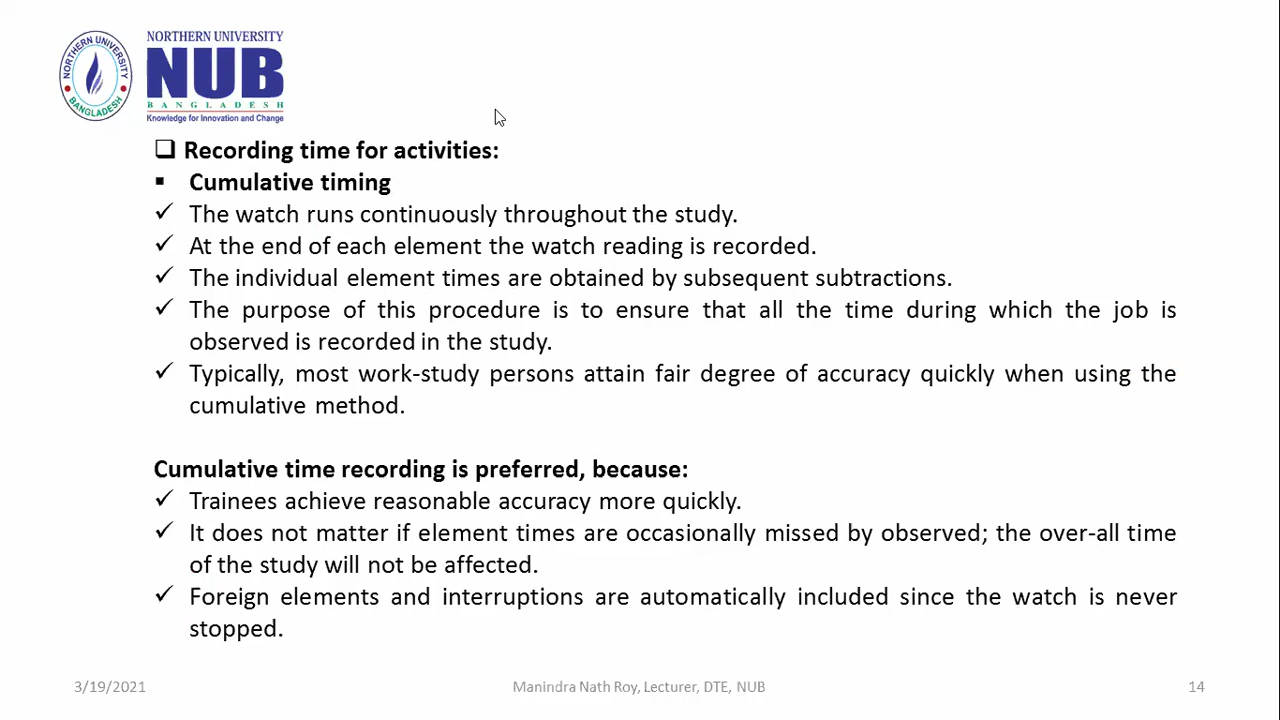 NORTHERN UNIVERSITY
BANGLADESH
NORTHERN UNIVERSITY
NUB
BANGLADESH
Knowledge for Innovation and Change
Recording time for activities:
Cumulative timing
The watch runs continuously throughout the study.
At the end of each element the watch reading is recorded.
The individual element times are obtained by subsequent subtractions.
The purpose of this procedure is to ensure that all the time during which the job is
observed is recorded in the study.
Typically, most work-study persons attain fair degree of accuracy quickly when using the
cumulative method.
Cumulative time recording is preferred, because:
Trainees achieve reasonable accuracy more quickly.
It does not matter if element times are occasionally missed by observed; the over-all time
of the study will not be affected.
Foreign elements and interruptions are automatically included since the watch is never
stopped.
3/19/2021
Manindra Nath Roy, Lecturer, DTE, NUB
14